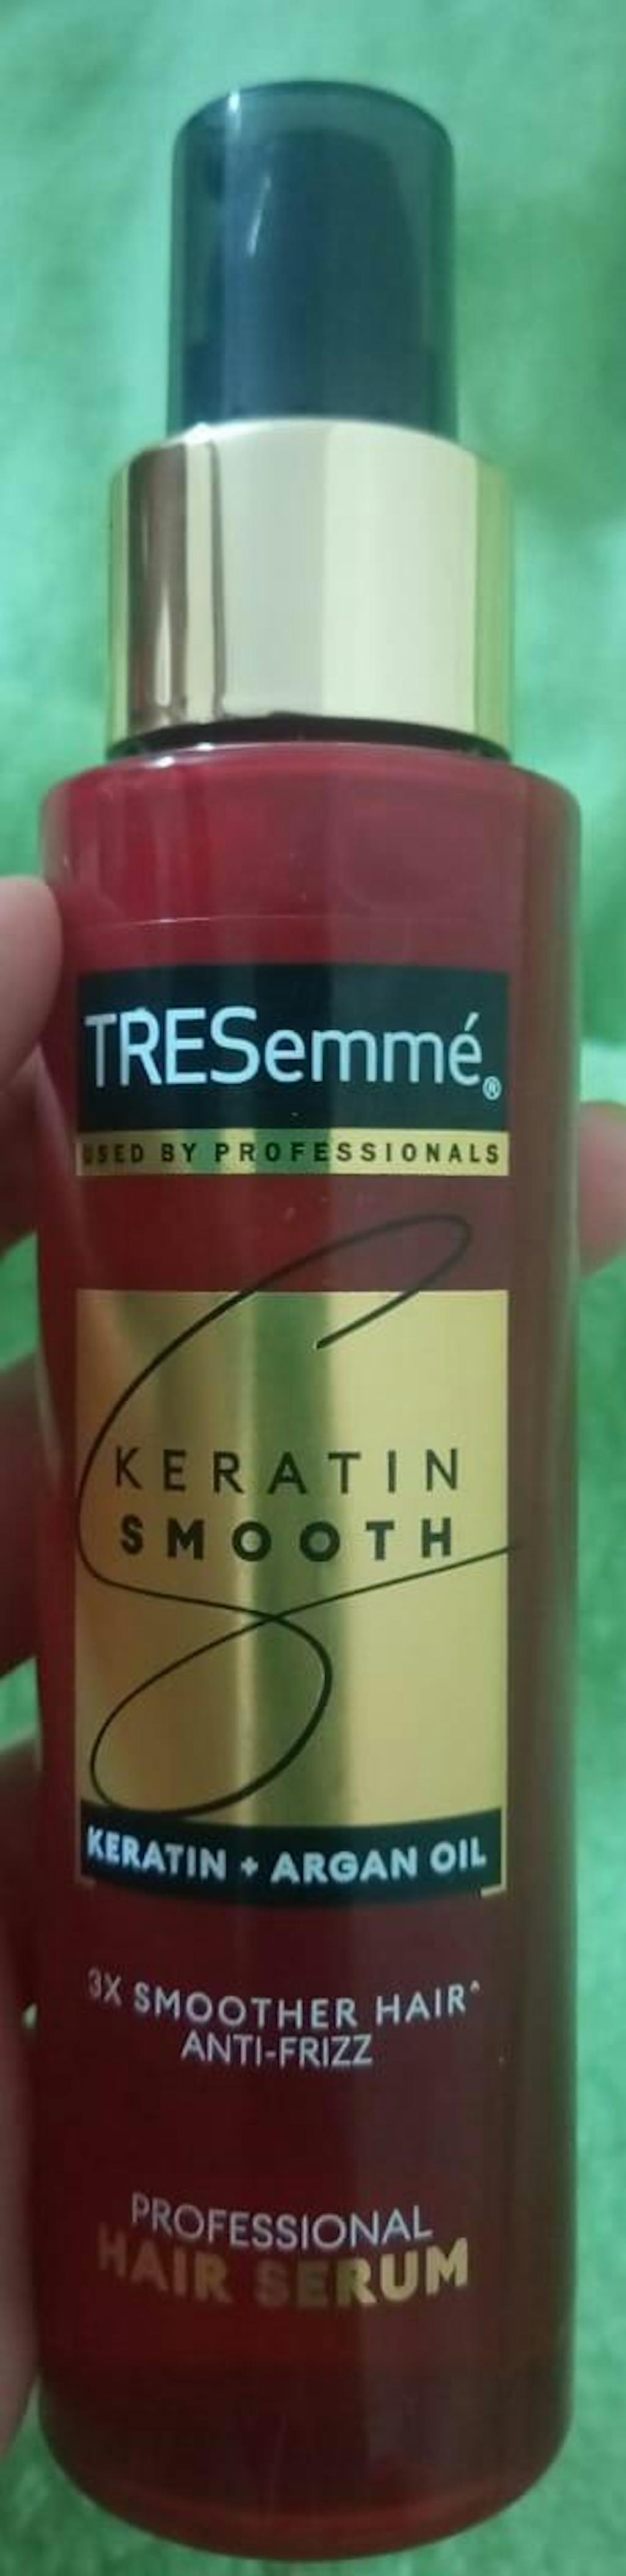 TRESemmé®
USED BY PROFESSIONALS
KERATIN
SMOOTH
KERATIN + ARGAN OIL
3X SMOOTHER HAIR^
ANTI-FRIZZ
PROFESSIONAL
HAIR SERUM